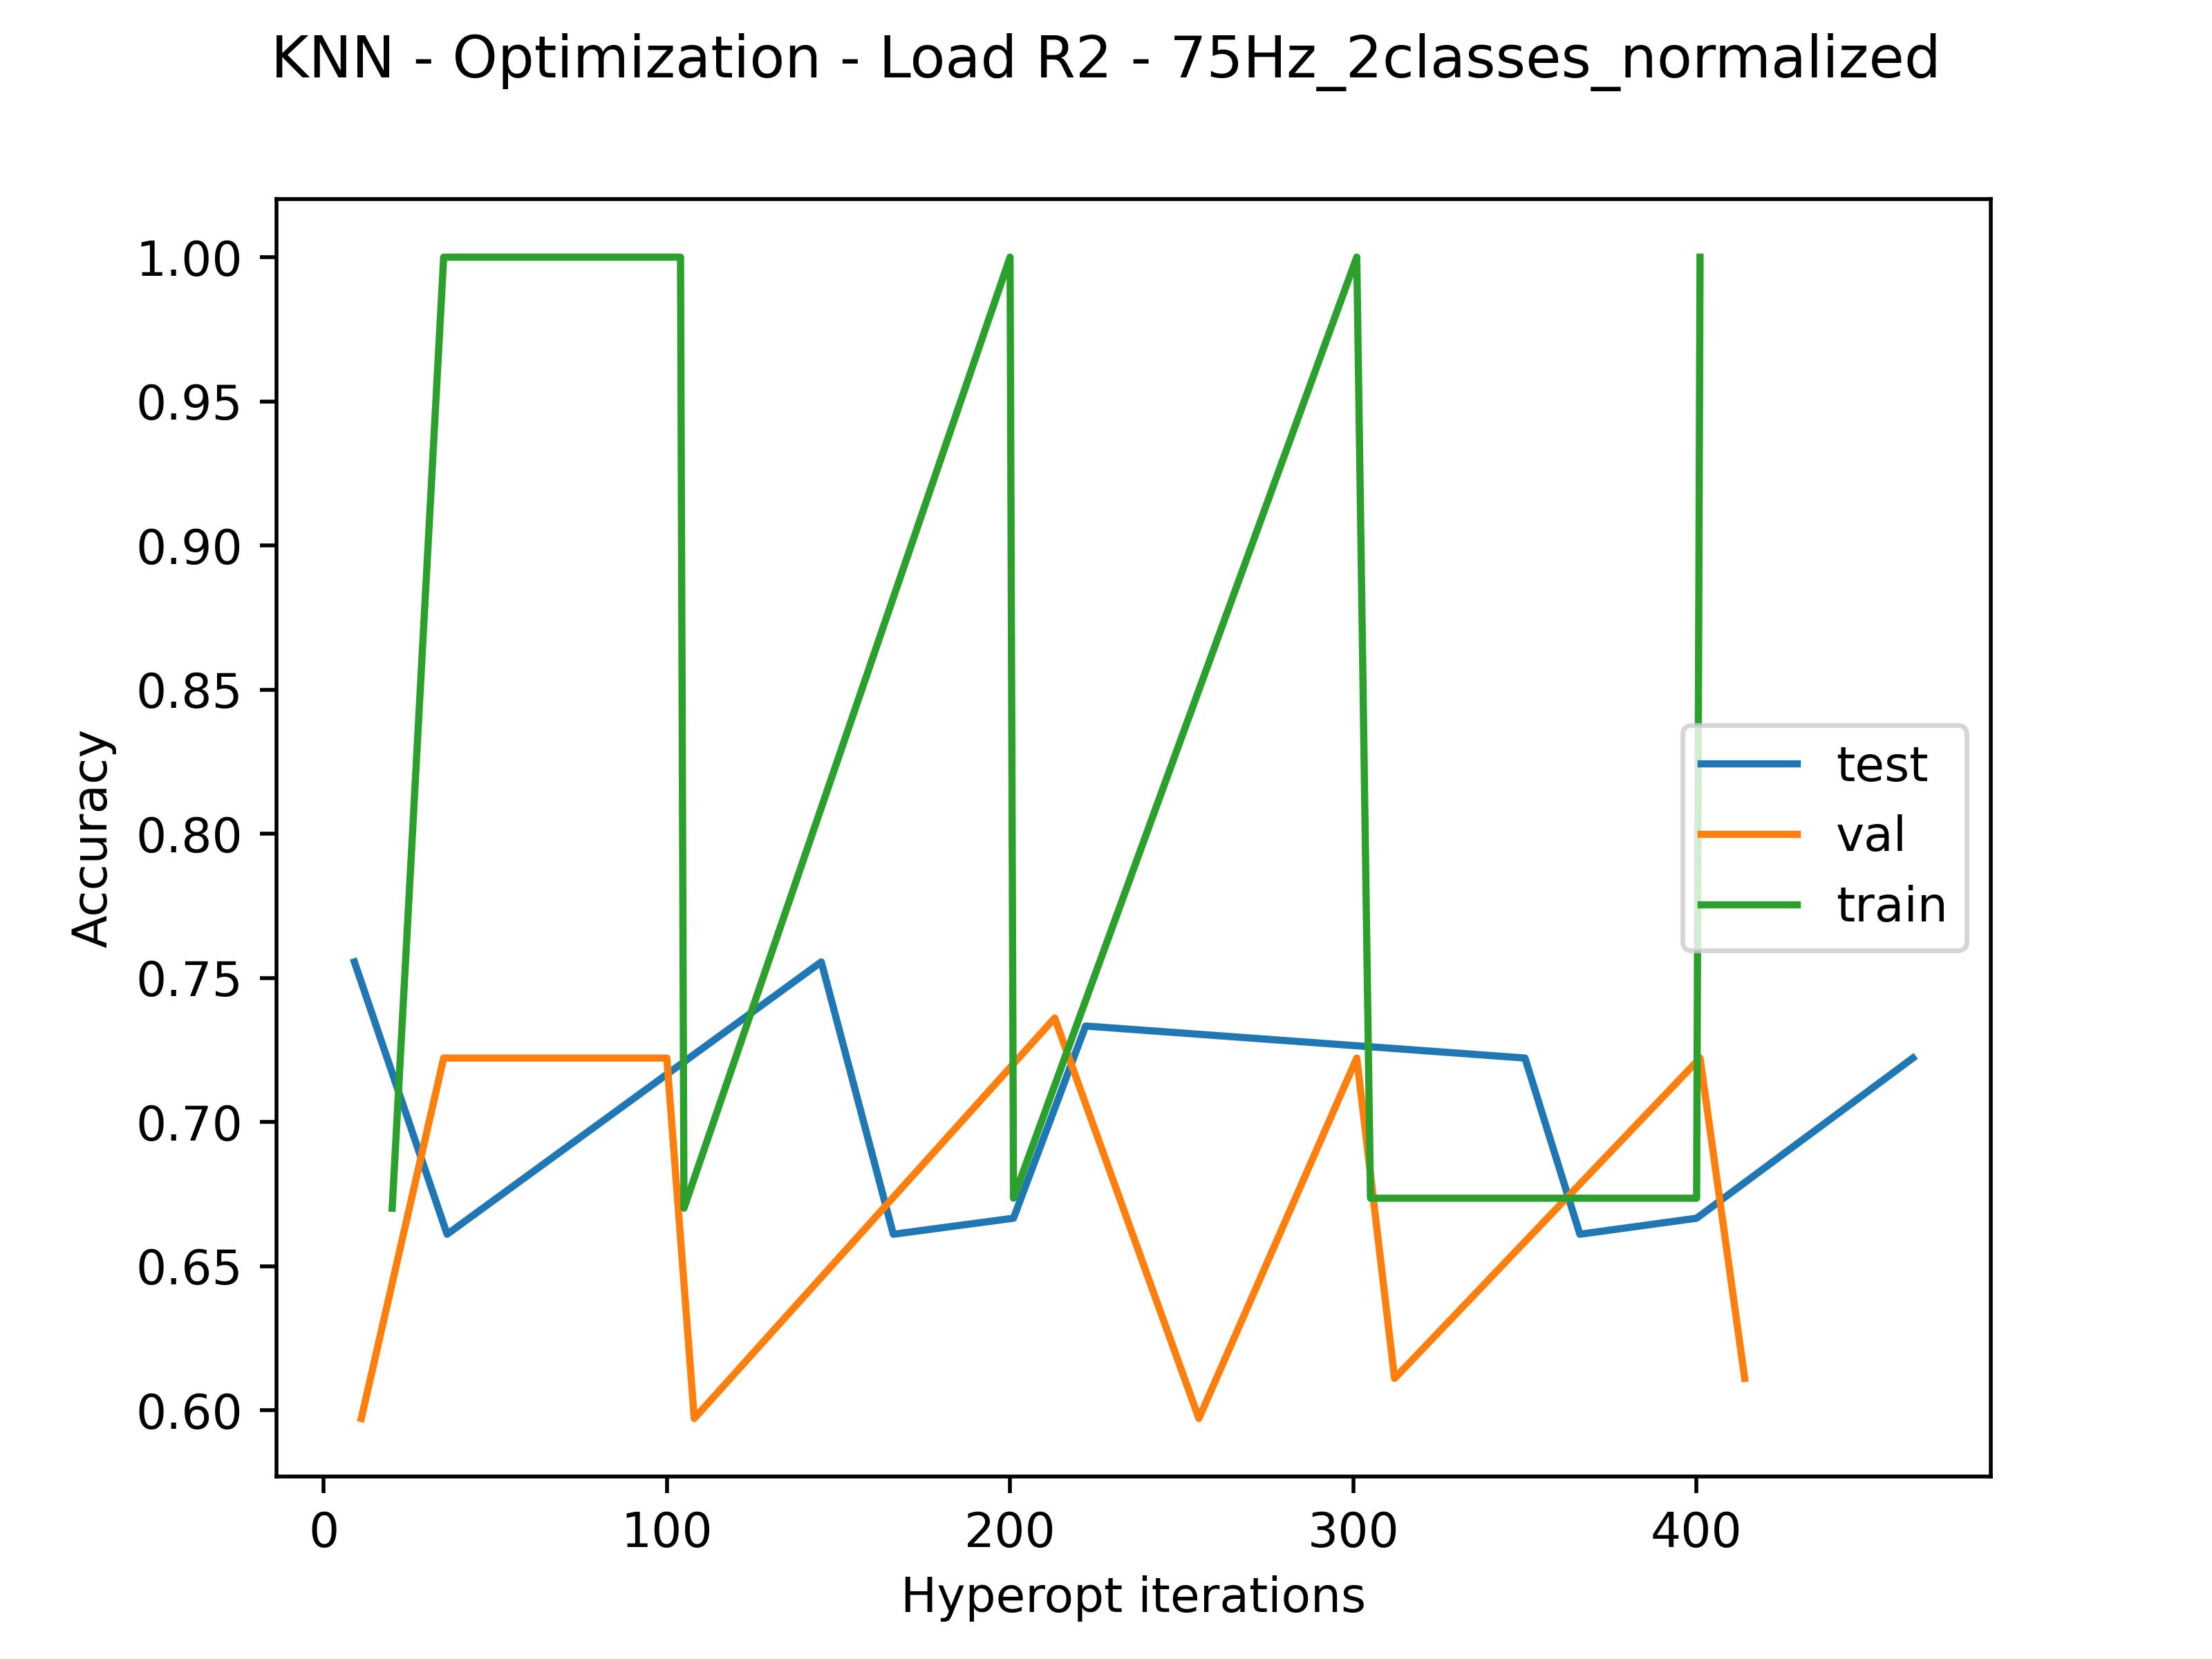 KNN - Optimization - Load R2 - 75Hz_2classes_normalized
1.00
0.95
0.90
0.85
0.80
0.75
0.70
0.65
0.60
Accuracy
test
val
train
0 100 200 300 400
Hyperopt iterations